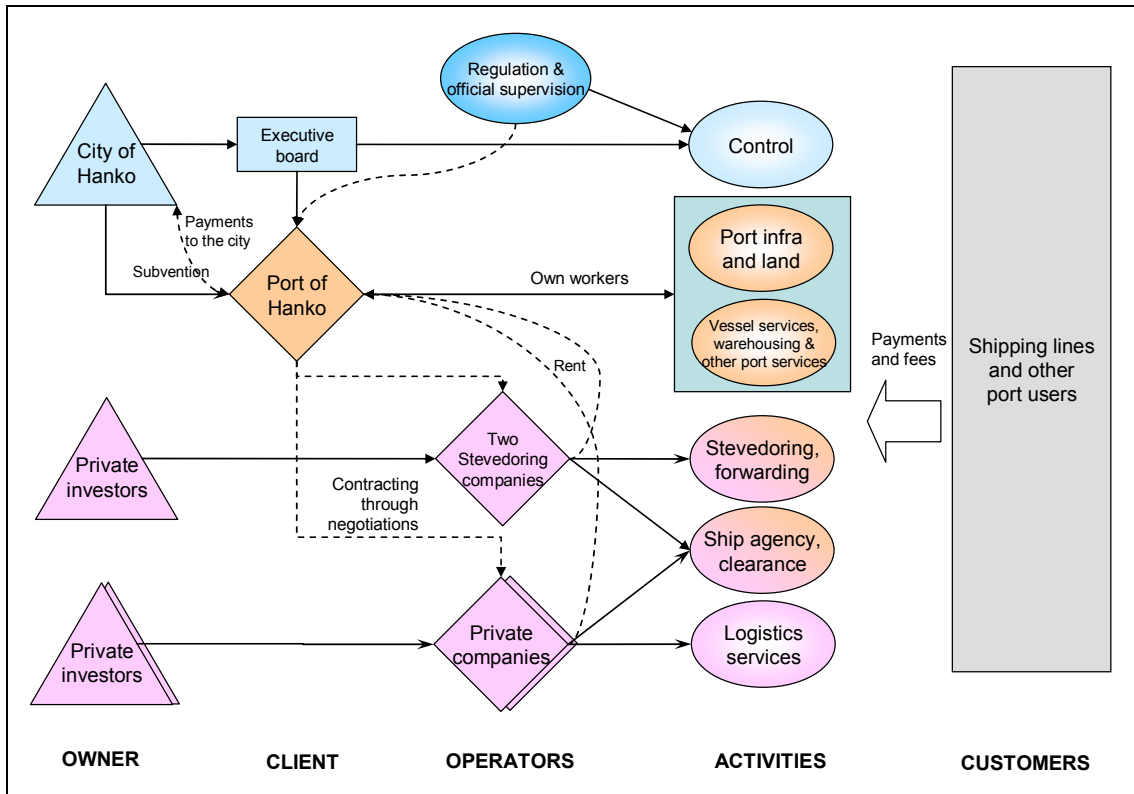 Regulation &
official supervision
City of
Hanko
Executive
board
Control
Payments
to the city
Subvention
Port of
Hanko
Own workers
Port infra
and land
Vessel services,
warehousing &
other port services
Rent
Payments
and fees
Shipping lines
and other
port users
Private
investors
Two
Stevedoring
companies
Stevedoring,
forwarding
Contracting
through
negotiations
Ship agency,
clearance
Private
investors
Private
companies
Logistics
services
OWNER
CLIENT
OPERATORS
ACTIVITIES
CUSTOMERS